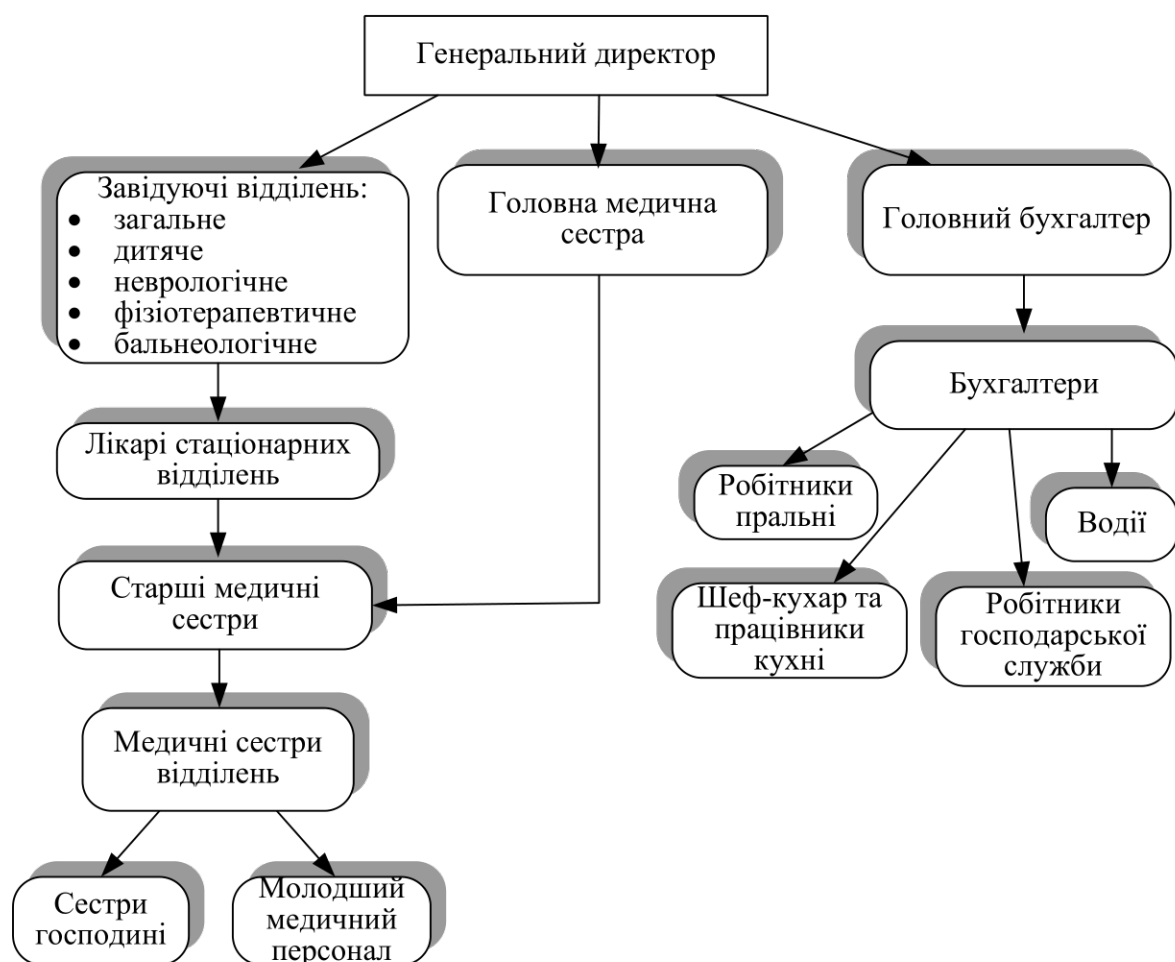 Генеральний директор
Завідуючі відділень:
• загальне
• дитяче
• неврологічне
• фізіотерапевтичне
• бальнеологічне
Головна медична
сестра
Головний бухгалтер
Лікарі стаціонарних
відділень
Бухгалтери
Робітники
пральні
Водії
Старші медичні
сестри
Шеф-кухар та
працівники
кухні
Робітники
господарської
служби
Медичні сестри
відділень
Сестри
господині
Молодший
медичний
персонал